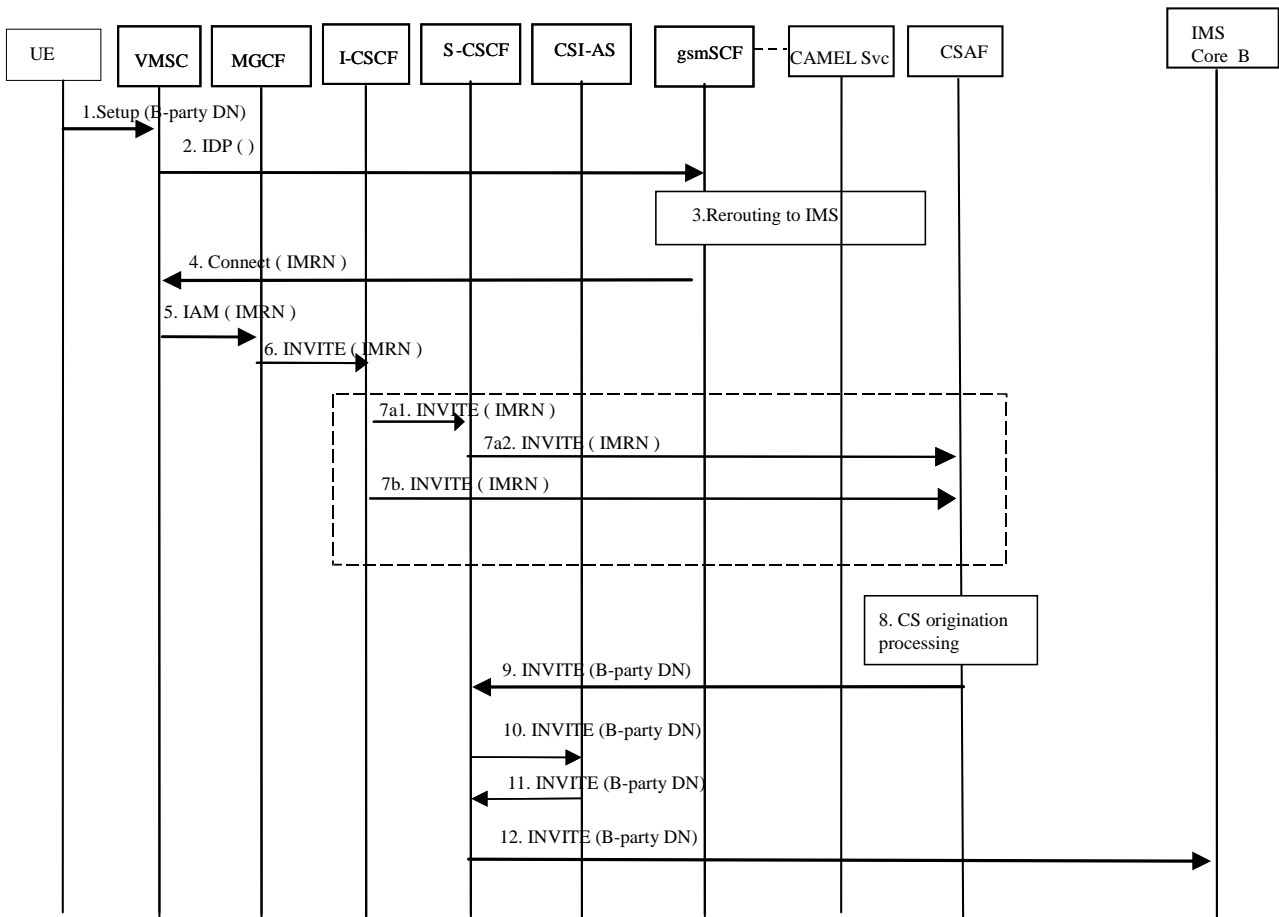 UE
VMSC
MGCF
I-CSCF
S-CSCF
CSI-AS
gsmSCF
CAMEL Svc
CSAF
IMS
Core B
1.Setup (B-party DN)
2. IDP ( )
3.Rerouting to IMS
4. Connect ( IMRN )
5. IAM ( IMRN )
6. INVITE ( IMRN )
7a1. INVITE ( IMRN )
7a2. INVITE ( IMRN )
7b. INVITE ( IMRN )
8. CS origination
processing
9. INVITE (B-party DN)
10. INVITE (B-party DN)
11. INVITE (B-party DN)
12. INVITE (B-party DN)